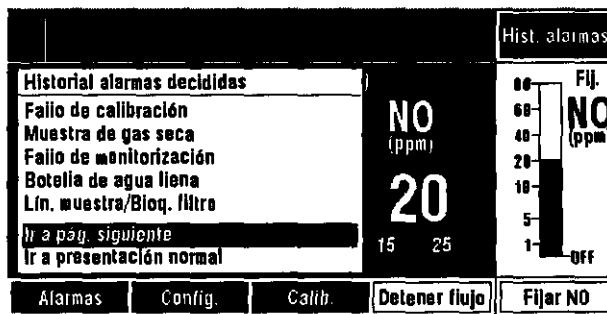 Hist. alarmas
Historial alarmas decididas
Fallo de calibración
Muestra de gas seca
Fallo de monitorización
Botella de agua llena
Lín. muestra/Bloq. filtro
Ir a pág. siguiente
Ir a presentación normal
NO
(ppm)
20
15 25
Fij.
NO
(ppm
80
60
40
20
10
5
1
OFF
Alarmas Config. Calib. Detener flujo Fijar NO